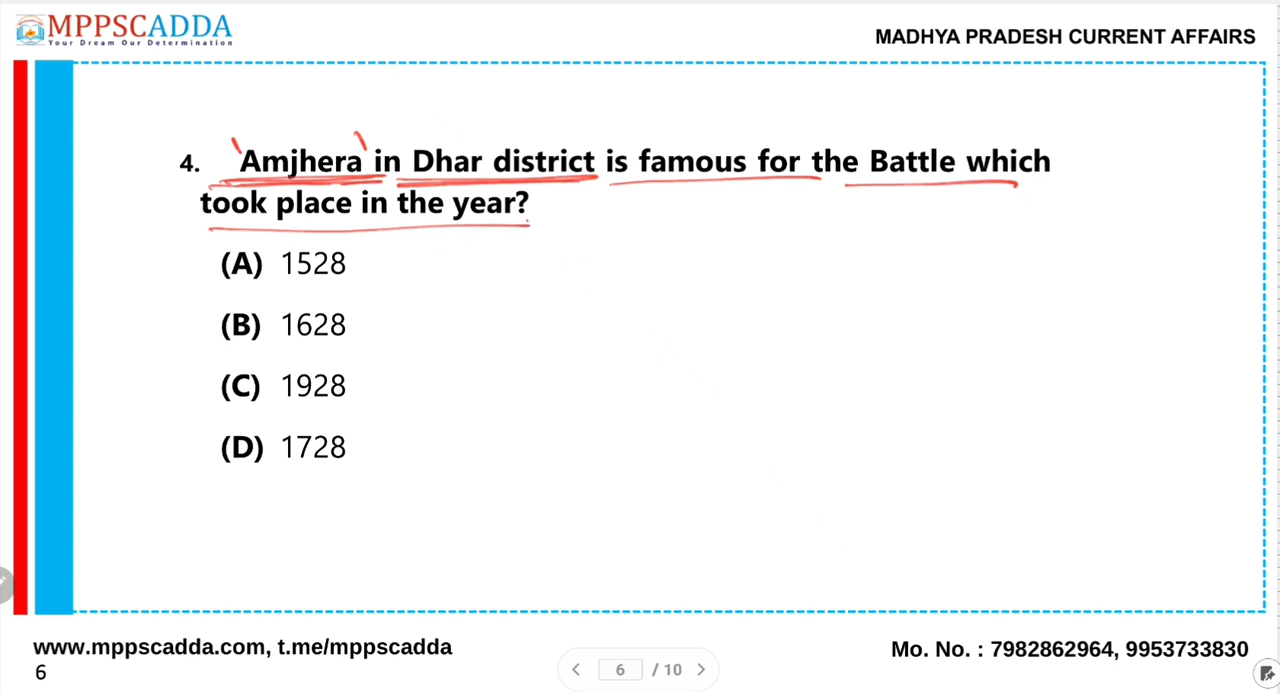 MPPSCADDA
Your Dream Our Determination
MADHYA PRADESH CURRENT AFFAIRS
4. 'Amjhera' in Dhar district is famous for the Battle which
took place in the year?
(A) 1528
(B) 1628
(C) 1928
(D) 1728
www.mppscadda.com, t.me/mppscadda
Mo. No. : 7982862964, 9953733830
6
6 / 10